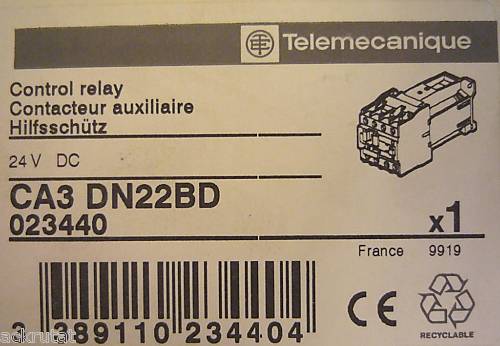 Telemecanique
Control relay
Contacteur auxiliaire
Hilfsschütz
24 V DC
CA3 DN22BD
023440
x1
France 9919
3 389110 234404
CE
RECYCLABLE
adkrutat